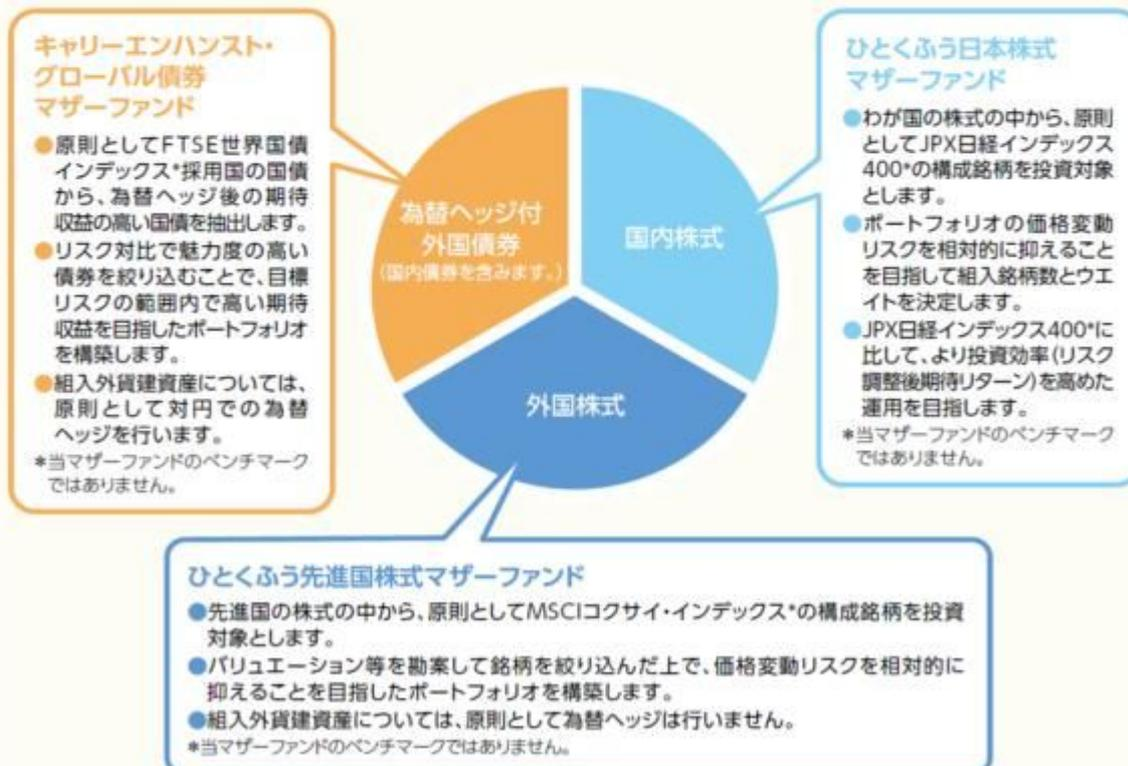 キャリーエンハンスト・
グローバル債券
マザーファンド
●原則としてFTSE世界国債
インデックス*採用国の国債
から、為替ヘッジ後の期待
収益の高い国債を抽出します。
●リスク対比で魅力度の高い
債券を絞り込むことで、目標
リスクの範囲内で高い期待
収益を目指したポートフォリオ
を構築します。
●組入外貨建資産については、
原則として対円での為替
ヘッジを行います。
*当マザーファンドのベンチマーク
ではありません。
為替ヘッジ付
外国債券
(国内債券を含みます。)
国内株式
外国株式
ひとくふう日本株式
マザーファンド
●わが国の株式の中から、原則
としてJPX日経インデックス
400*の構成銘柄を投資対象
とします。
●ポートフォリオの価格変動
リスクを相対的に抑えること
を目指して組入銘柄数とウエ
イトを決定します。
●JPX日経インデックス400*に
比して、より投資効率(リスク
調整後期待リターン)を高めた
運用を目指します。
*当マザーファンドのベンチマーク
ではありません。
ひとくふう先進国株式マザーファンド
●先進国の株式の中から、原則としてMSCIコクサイ・インデックス*の構成銘柄を投資
対象とします。
●バリュエーション等を勘案して銘柄を絞り込んだ上で、価格変動リスクを相対的に
抑えることを目指したポートフォリオを構築します。
●組入外貨建資産については、原則として為替ヘッジは行いません。
*当マザーファンドのベンチマークではありません。